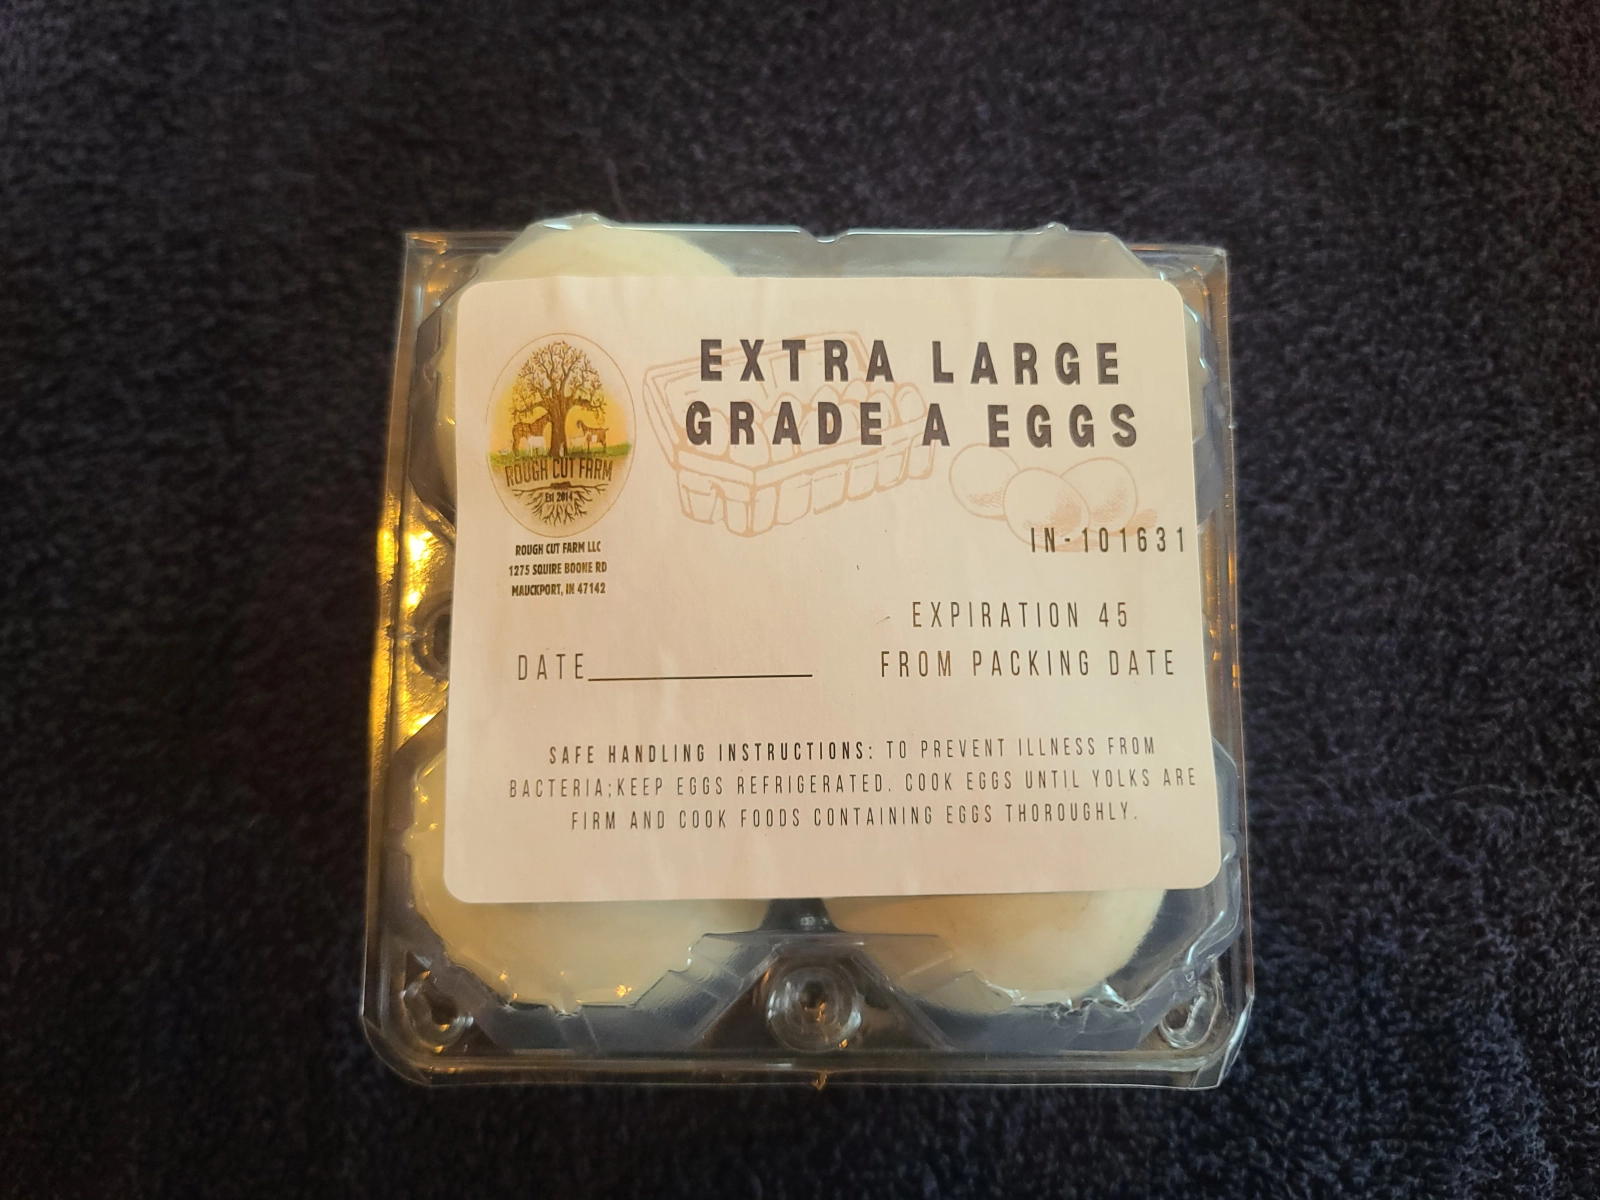 EXTRA LARGE
GRADE A EGGS
ROUGH CUT FARM
Est 2014
ROUGH CUT FARM LLC
1275 SQUIRE BOONE RD
MAUCKPORT, IN 47142
IN-101631
EXPIRATION 45
FROM PACKING DATE
DATE
SAFE HANDLING INSTRUCTIONS: TO PREVENT ILLNESS FROM
BACTERIA;KEEP EGGS REFRIGERATED. COOK EGGS UNTIL YOLKS ARE
FIRM AND COOK FOODS CONTAINING EGGS THOROUGHLY.